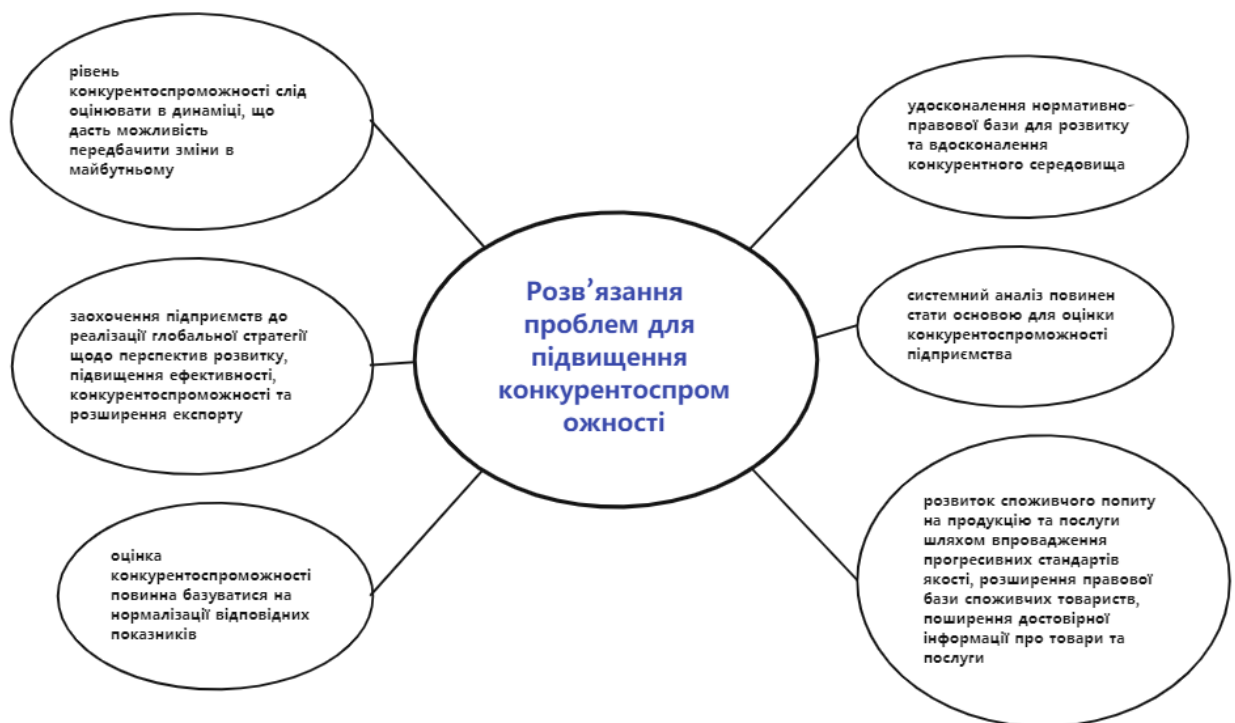 рівень
конкурентоспроможності слід
оцінювати в динаміці, що
дасть можливість
передбачити зміни в
майбутньому
удосконалення нормативно-
правової бази для розвитку
та вдосконалення
конкурентного середовища
заохочення підприємств до
реалізації глобальної стратегії
щодо перспектив розвитку,
підвищення ефективності,
конкурентоспроможності та
розширення експорту
Розв’язання
проблем для
підвищення
конкурентоспром
ожності
системний аналіз повинен
стати основою для оцінки
конкурентоспроможності
підприємства
оцінка
конкурентоспроможності
повинна базуватися на
нормалізації відповідних
показників
розвиток споживчого попиту
на продукцію та послуги
шляхом впровадження
прогресивних стандартів
якості, розширення правової
бази споживчих товариств,
поширення достовірної
інформації про товари та
послуги